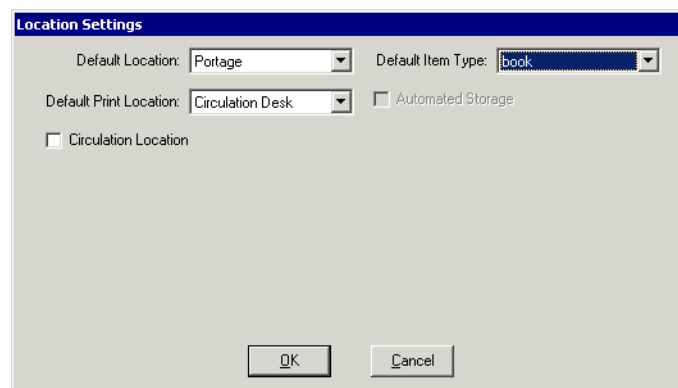 Location Settings
Default Location: Portage Default Item Type: book
Default Print Location: Circulation Desk Automated Storage
Circulation Location
OK Cancel